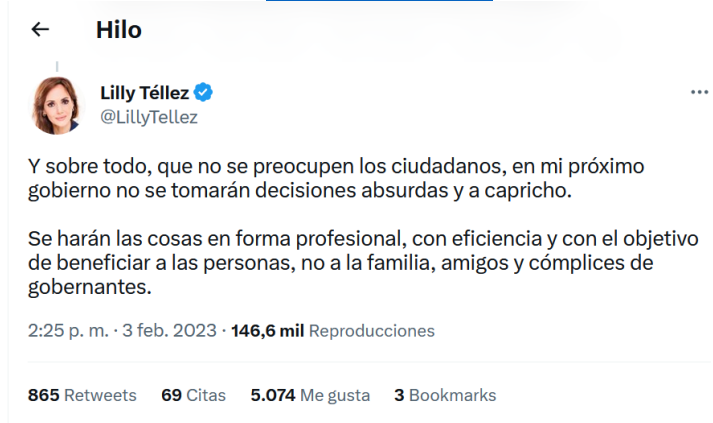 Hilo
Lilly Téllez
@LillyTellez
Y sobre todo, que no se preocupen los ciudadanos, en mi próximo
gobierno no se tomarán decisiones absurdas y a capricho.
Se harán las cosas en forma profesional, con eficiencia y con el objetivo
de beneficiar a las personas, no a la familia, amigos y cómplices de
gobernantes.
2:25 p. m. · 3 feb. 2023 · 146,6 mil Reproducciones
865 Retweets 69 Citas 5.074 Me gusta 3 Bookmarks